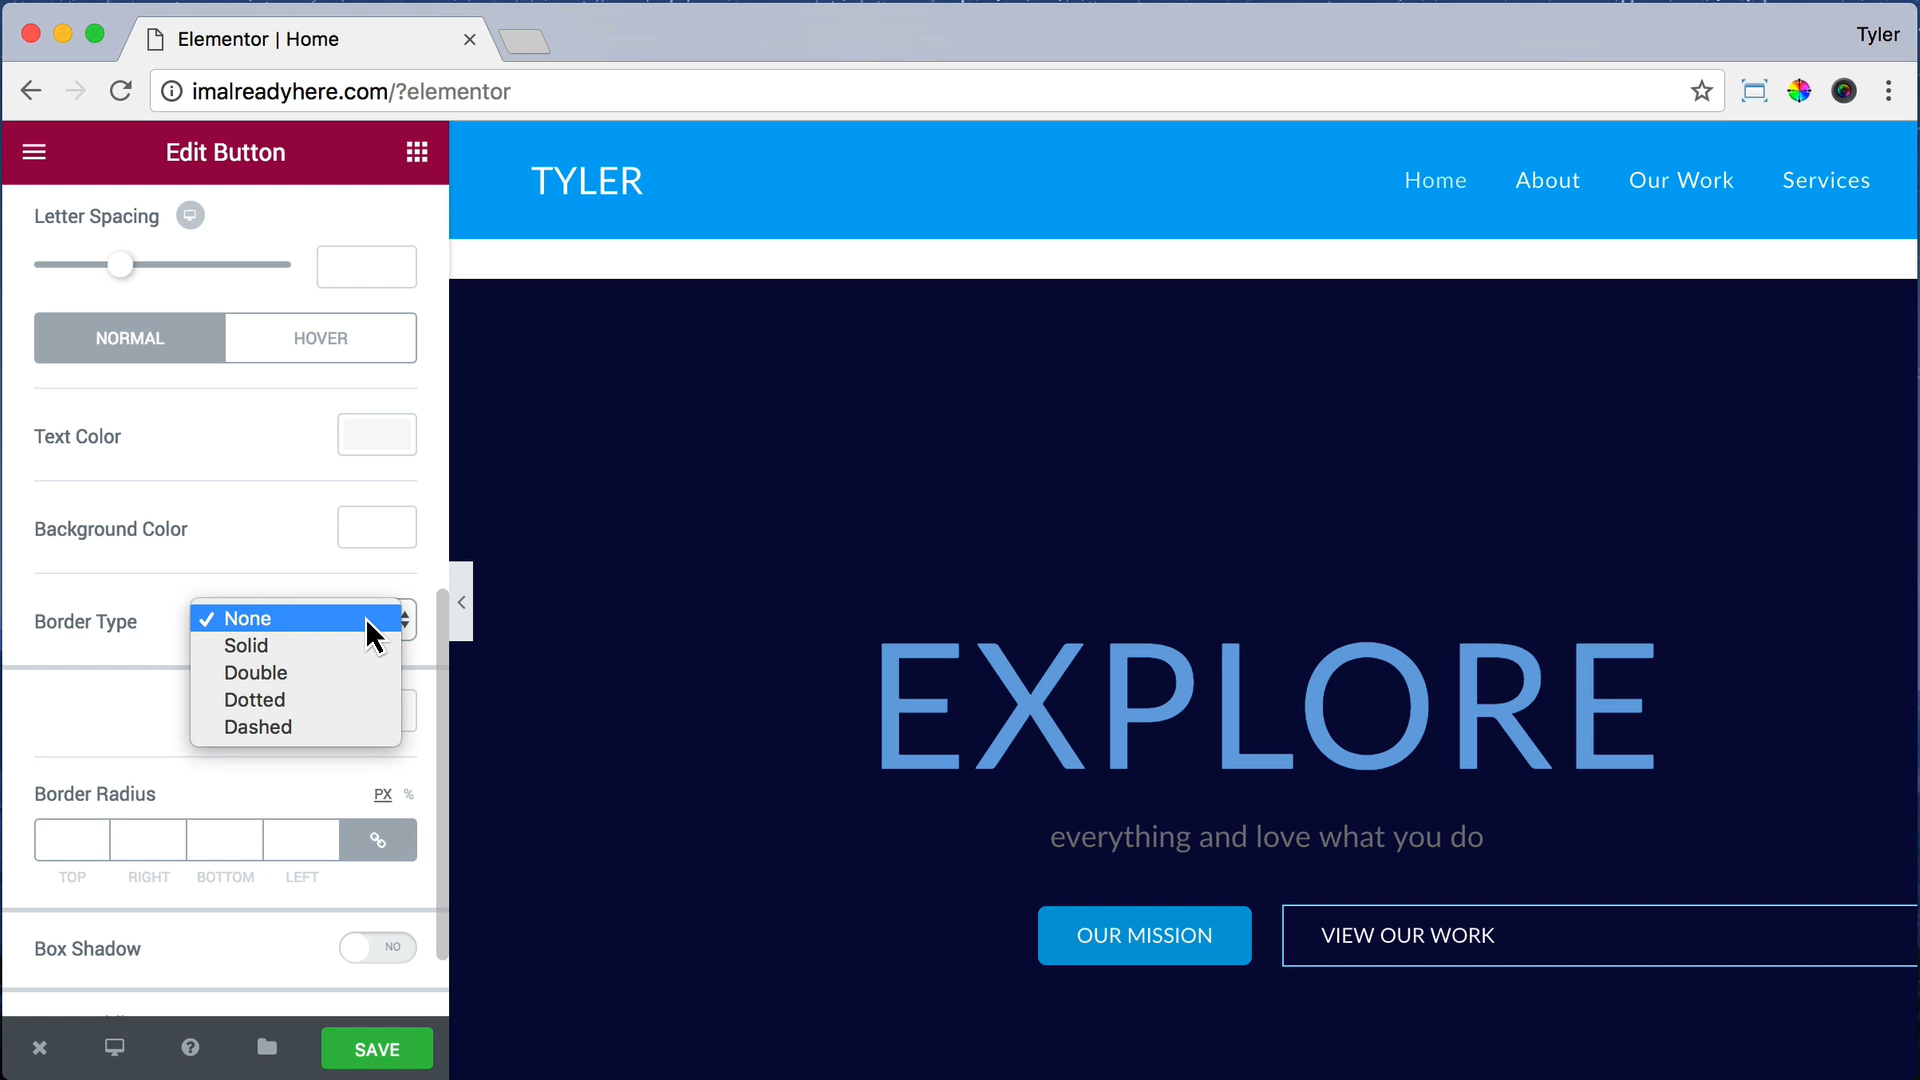 Elementor | Home
Tyler
imalreadyhere.com/?elementor
Edit Button
Letter Spacing
NORMAL
HOVER
Text Color
Background Color
Border Type
✓ None
Solid
Double
Dotted
Dashed
Border Radius
PX %
TOP
RIGHT
BOTTOM
LEFT
Box Shadow
NO
SAVE
TYLER
Home
About
Our Work
Services
EXPLORE
everything and love what you do
OUR MISSION
VIEW OUR WORK